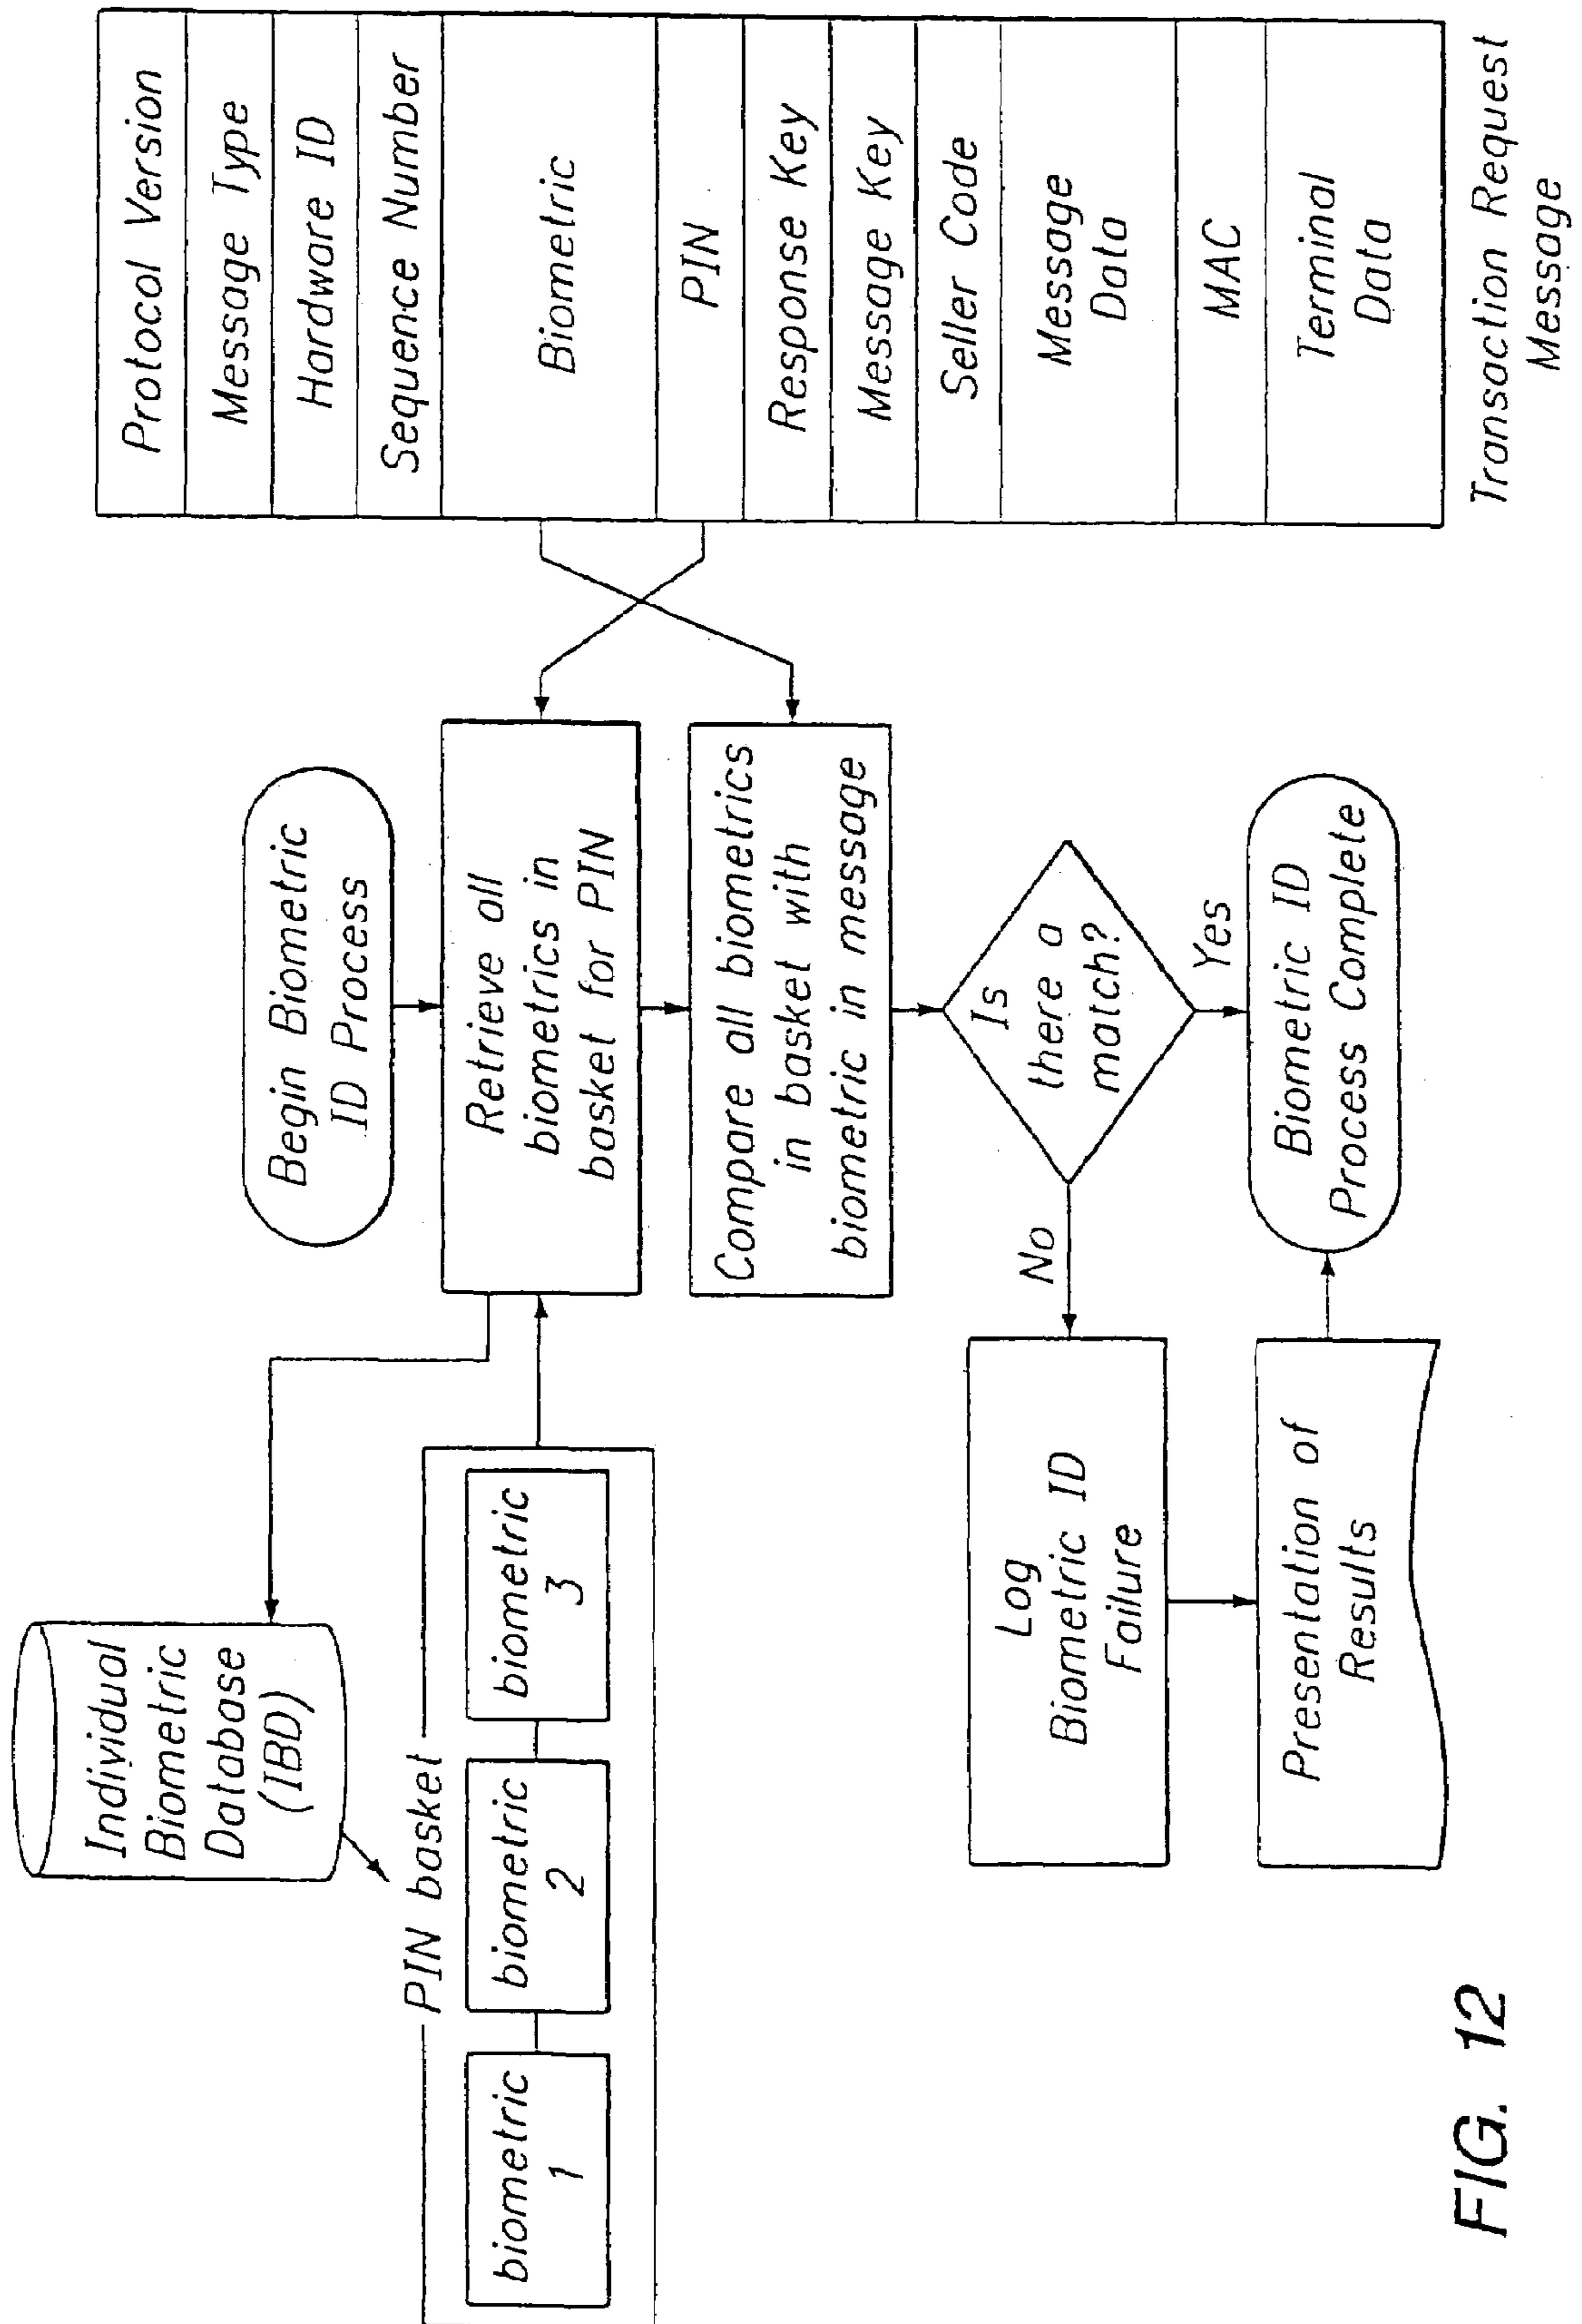 Individual
Biometric
Database
(IBD)
PIN basket
biometric
1
biometric
2
biometric
3
Begin Biometric
ID Process
Retrieve all
biometrics in
basket for PIN
Compare all biometrics
in basket with
biometric in message
Is
there a
match?
No
Yes
Log
Biometric ID
Failure
Presentation of
Results
Biometric ID
Process Complete
Protocol Version
Message Type
Hardware ID
Sequence Number
Biometric
PIN
Response Key
Message Key
Seller Code
Message
Data
MAC
Terminal
Data
Transaction Request
Message
FIG. 12